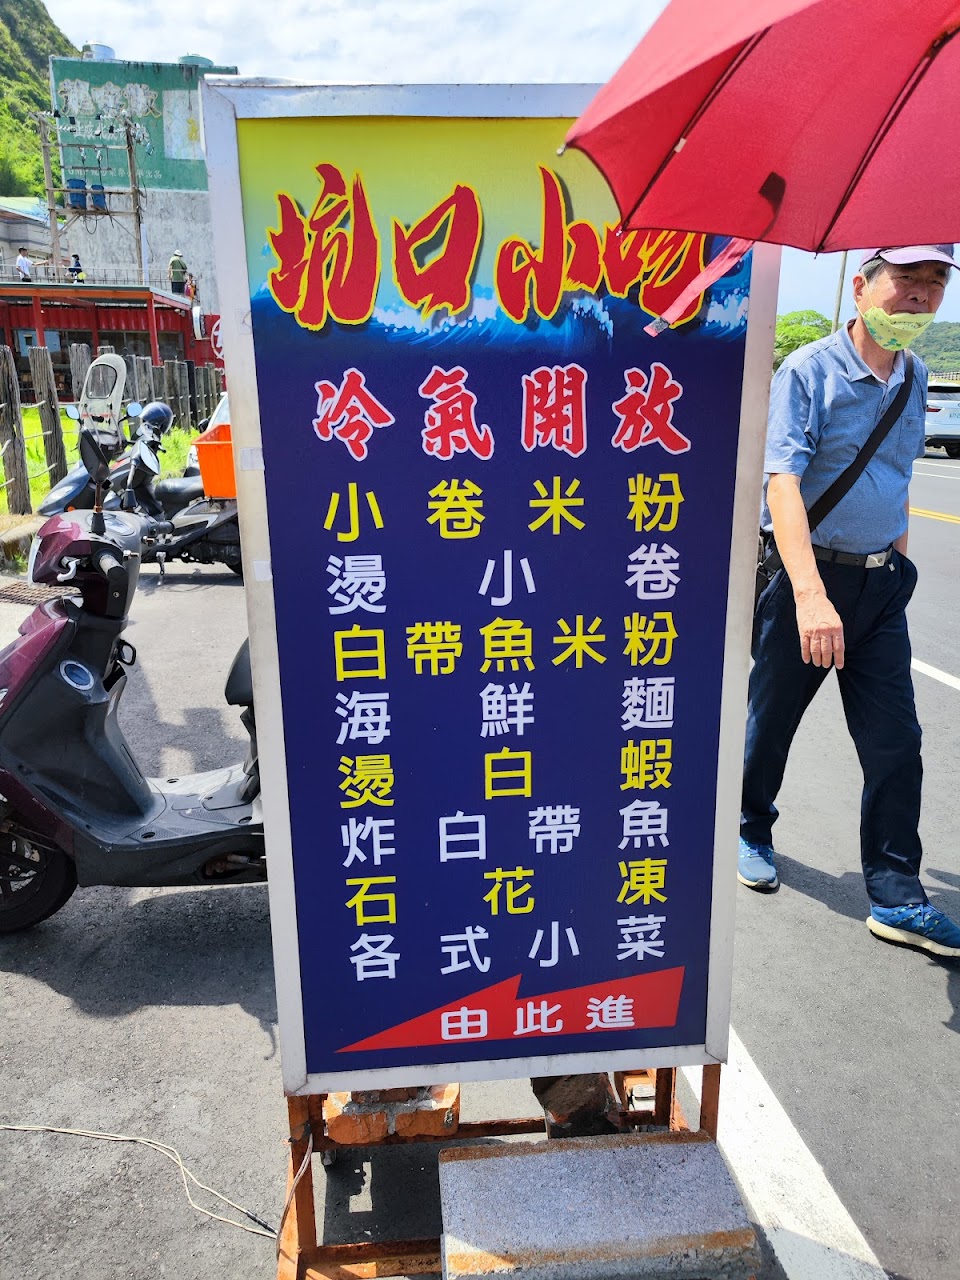 坑口小吃
冷氣開放
小卷米粉
燙小卷
白帶魚米粉
海鮮麵
燙白蝦
炸白帶魚
石花凍
各式小菜
由此進